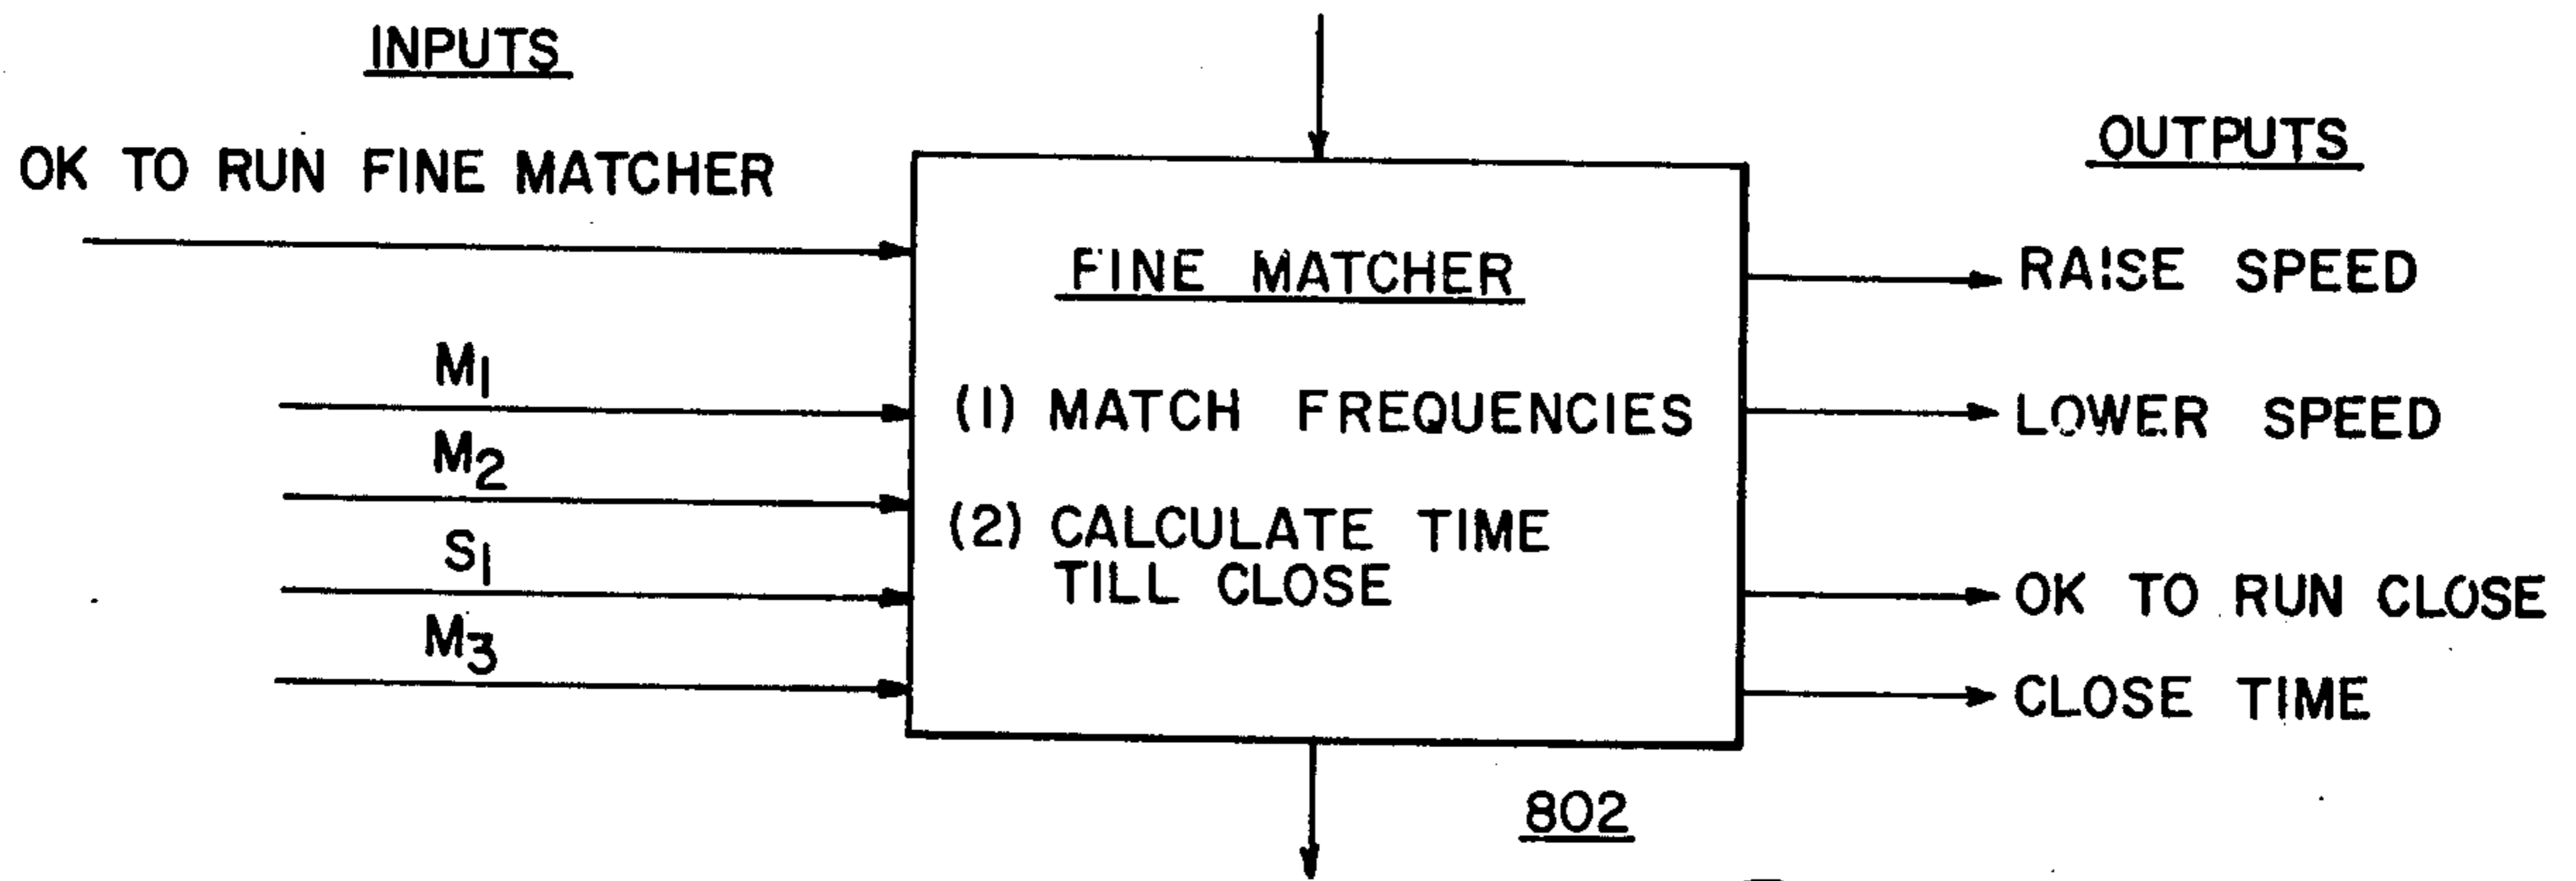 INPUTS
OK TO RUN FINE MATCHER
M1
M2
S1
M3
FINE MATCHER
(1) MATCH FREQUENCIES
(2) CALCULATE TIME
TILL CLOSE
OUTPUTS
RAISE SPEED
LOWER SPEED
OK TO RUN CLOSE
CLOSE TIME
802